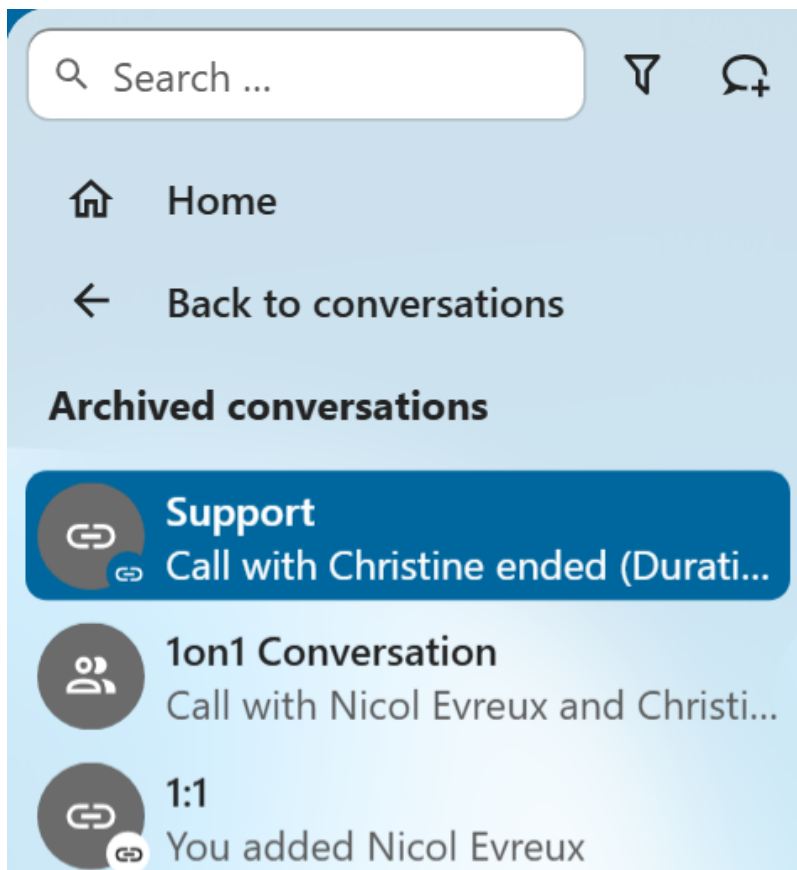 Search ...
Home
Back to conversations
Archived conversations
Support
Call with Christine ended (Durati...
1on1 Conversation
Call with Nicol Evreux and Christi...
1:1
You added Nicol Evreux